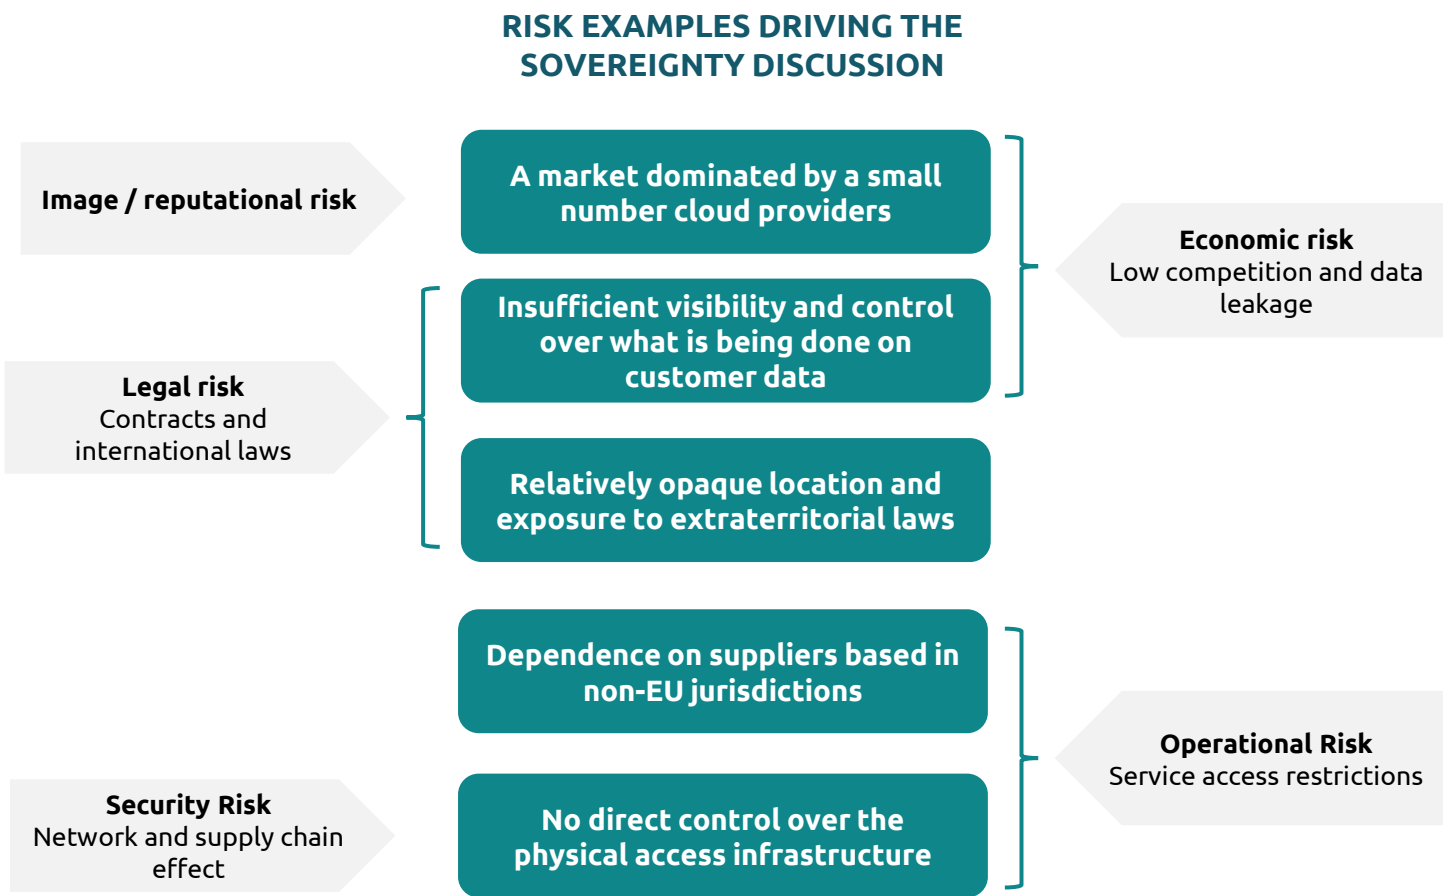 RISK EXAMPLES DRIVING THE
SOVEREIGNTY DISCUSSION
Image / reputational risk
A market dominated by a small
number cloud providers
Economic risk
Low competition and data
leakage
Insufficient visibility and control
over what is being done on
customer data
Legal risk
Contracts and
international laws
Relatively opaque location and
exposure to extraterritorial laws
Dependence on suppliers based in
non-EU jurisdictions
Operational Risk
Service access restrictions
Security Risk
Network and supply chain
effect
No direct control over the
physical access infrastructure